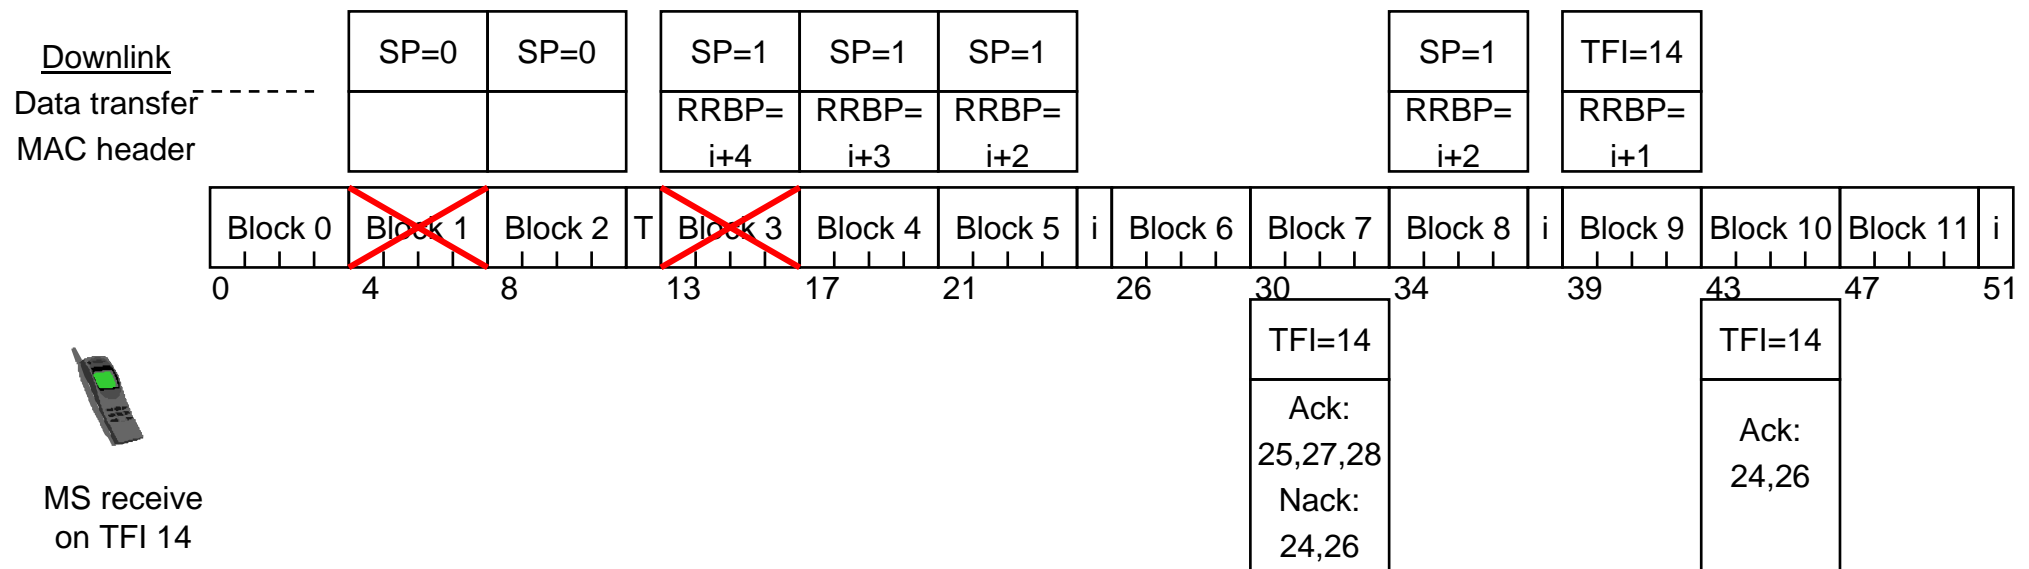 Downlink
Data transfer
MAC header
SP=0 SP=0 SP=1 SP=1 SP=1 SP=1 TFI=14
RRBP= RRBP= RRBP= RRBP= RRBP=
i+4 i+3 i+2 i+2 i+1
Block 0 Block 1 Block 2 T Block 3 Block 4 Block 5 i Block 6 Block 7 Block 8 i Block 9 Block 10 Block 11 i
0 4 8 13 17 21 26 30 34 39 43 47 51
TFI=14 TFI=14
Ack:
25,27,28
Nack:
24,26
Ack:
24,26
MS receive
on TFI 14